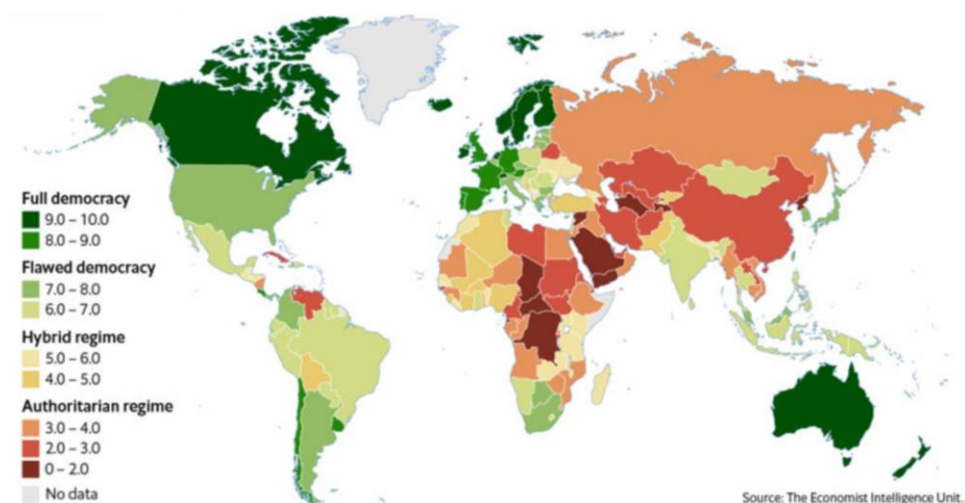 Full democracy
9.0 – 10.0
8.0 – 9.0
Flawed democracy
7.0 – 8.0
6.0 – 7.0
Hybrid regime
5.0 – 6.0
4.0 – 5.0
Authoritarian regime
3.0 – 4.0
2.0 – 3.0
0 – 2.0
No data
Source: The Economist Intelligence Unit.